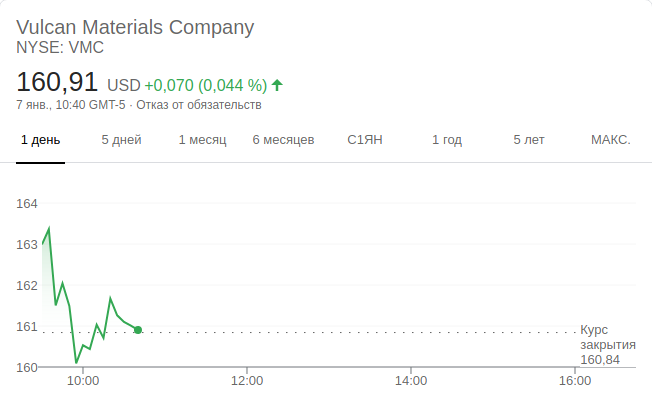 Vulcan Materials Company
NYSE: VMC
160,91 USD +0,070 (0,044 %)
7 янв., 10:40 GMT-5 · Отказ от обязательств
1 день 5 дней 1 месяц 6 месяцев С1ЯН 1 год 5 лет МАКС.
164
163
162
161
160
Курс
закрытия
160,84
10:00 12:00 14:00 16:00